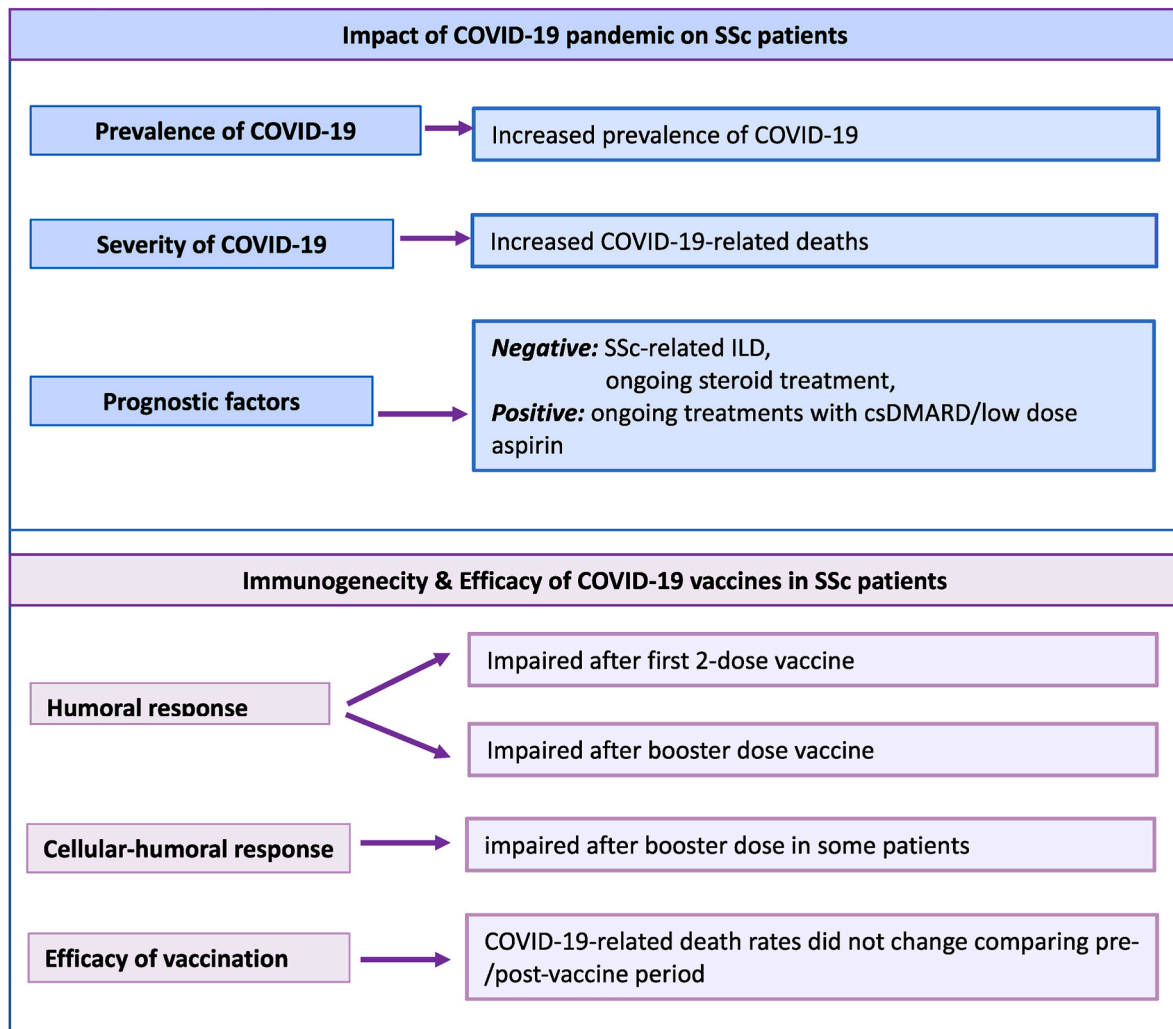 Impact of COVID-19 pandemic on SSc patients
Prevalence of COVID-19
Increased prevalence of COVID-19
Severity of COVID-19
Increased COVID-19-related deaths
Prognostic factors
Negative: SSc-related ILD,
ongoing steroid treatment,
Positive: ongoing treatments with csDMARD/low dose
aspirin
Immunogenecity & Efficacy of COVID-19 vaccines in SSc patients
Humoral response
Impaired after first 2-dose vaccine
Impaired after booster dose vaccine
Cellular-humoral response
impaired after booster dose in some patients
Efficacy of vaccination
COVID-19-related death rates did not change comparing pre-
/post-vaccine period